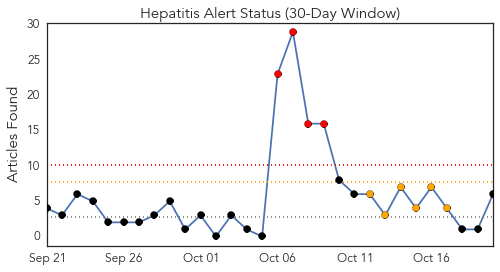 Hepatitis Alert Status (30-Day Window)
Articles Found
30
25
20
15
10
5
0
Sep 21
Sep 26
Oct 01
Oct 06
Oct 11
Oct 16